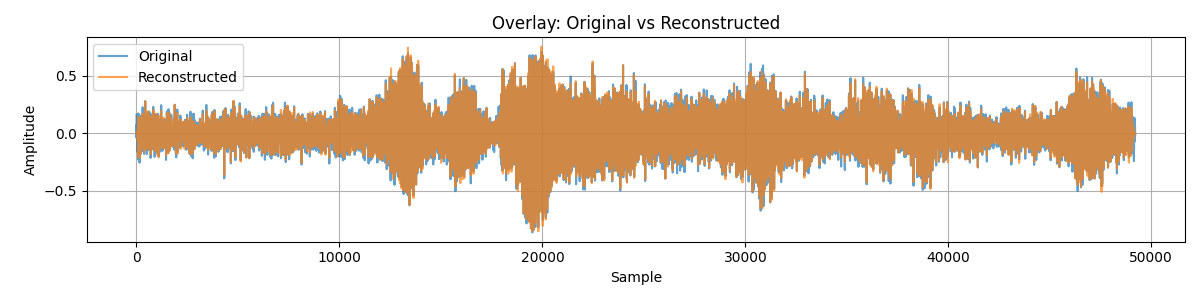 Overlay: Original vs Reconstructed
Original
Reconstructed
Amplitude
0.5
0.0
−0.5
0
10000
20000
30000
40000
50000
Sample